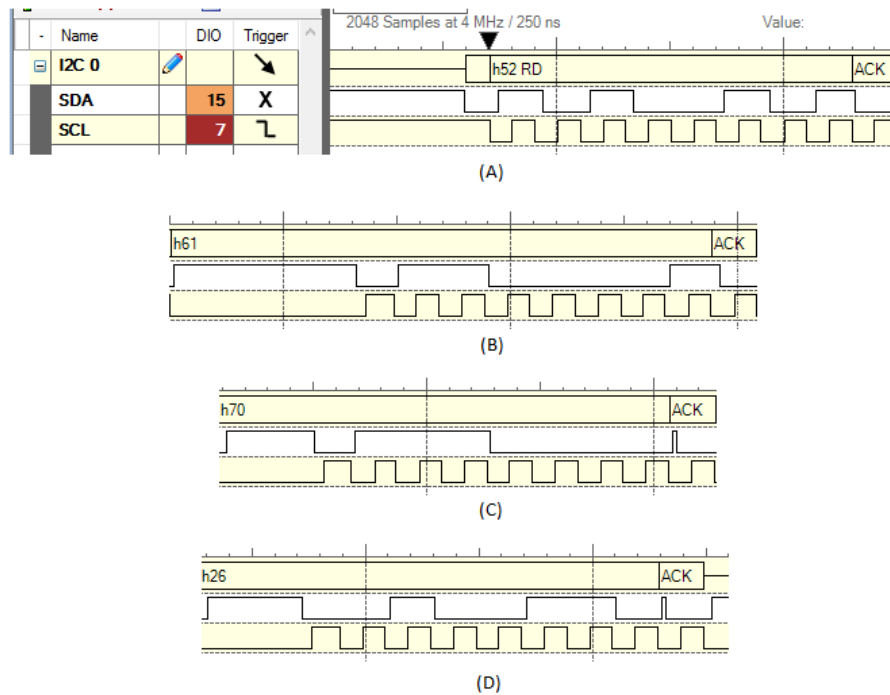 2048 Samples at 4 MHz / 250 ns Value:
- Name DIO Trigger
I2C 0
h52 RD ACK
SDA 15 X
SCL 7
(A)
h61 ACK
(B)
h70 ACK
(C)
h26 ACK
(D)